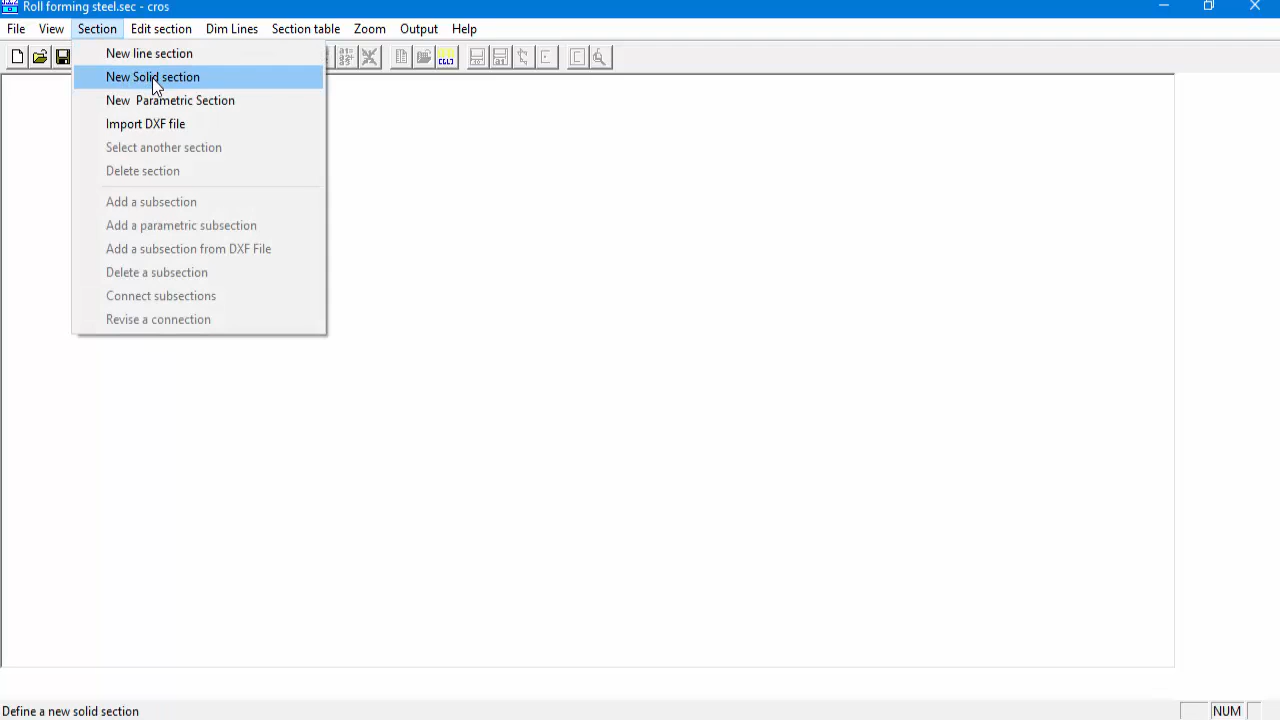 Roll forming steel.sec - cros
File View Section Edit section Dim Lines Section table Zoom Output Help
New line section
New Solid section
New Parametric Section
Import DXF file
Select another section
Delete section
Add a subsection
Add a parametric subsection
Add a subsection from DXF File
Delete a subsection
Connect subsections
Revise a connection
Define a new solid section
NUM